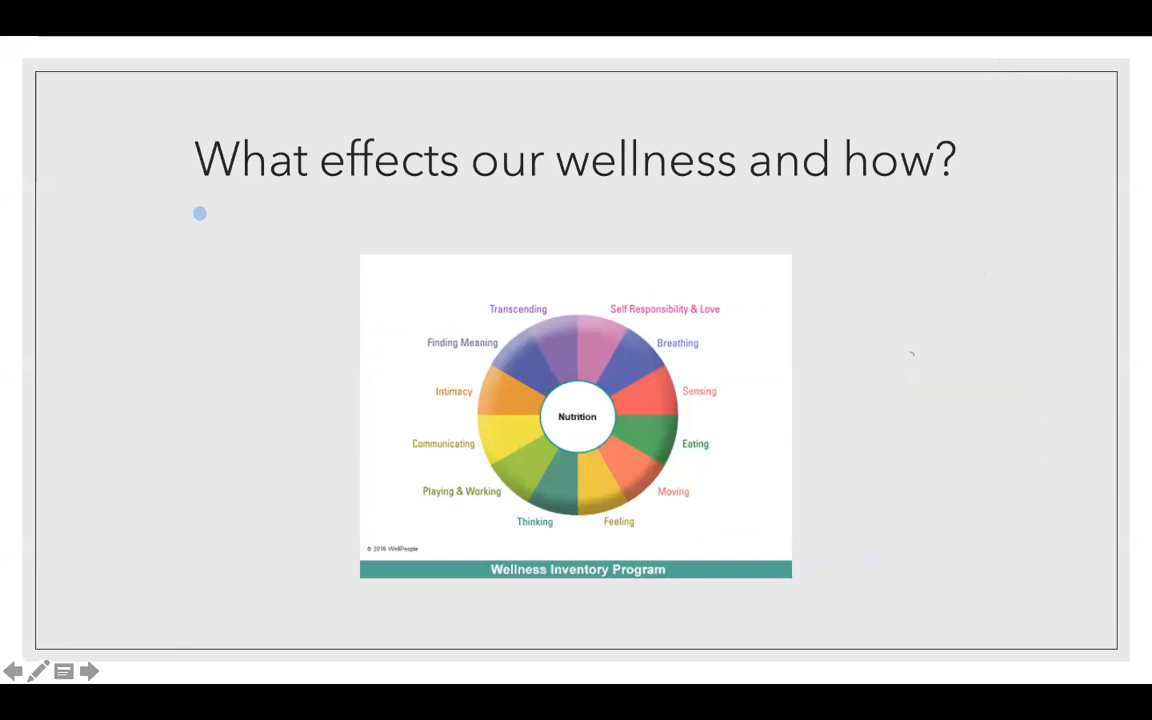 What effects our wellness and how?
Transcending
Self Responsibility & Love
Finding Meaning
Breathing
Intimacy
Sensing
Nutrition
Communicating
Eating
Playing & Working
Moving
Thinking
Feeling
© 2016 WellPeople
Wellness Inventory Program